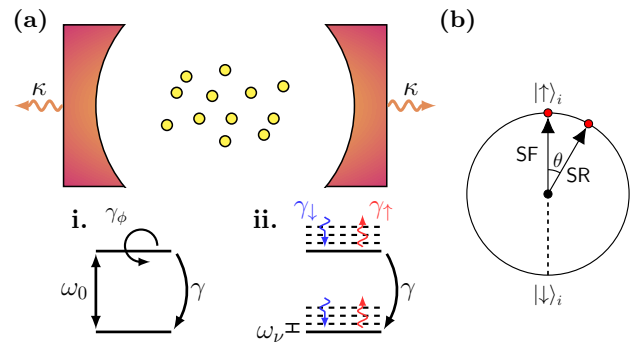 (a)
(b)
κ
κ
|↑⟩ᵢ
SF
θ
SR
|↓⟩ᵢ
i.
γ_ϕ
ω₀
γ
ii.
γ↓
γ↑
γ
ω_ν